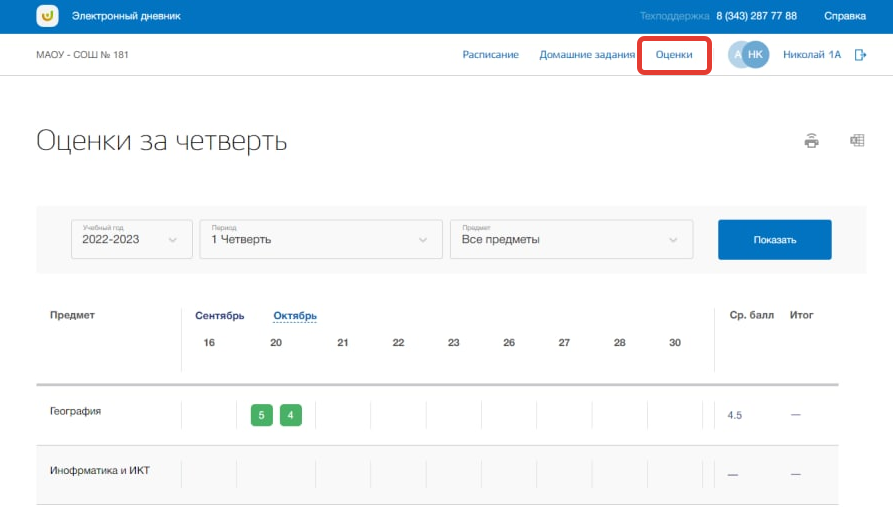 Электронный дневник
Техподдержка 8 (343) 287 77 88 Справка
МАОУ - СОШ № 181
Расписание Домашние задания Оценки А НК Николай 1А
Оценки за четверть
Учебный год
2022-2023
Период
1 Четверть
Предмет
Все предметы
Показать
Предмет Сентябрь Октябрь Ср. балл Итог
16 20 21 22 23 26 27 28 30
География 5 4 4.5 —
Инофрматика и ИКТ — —